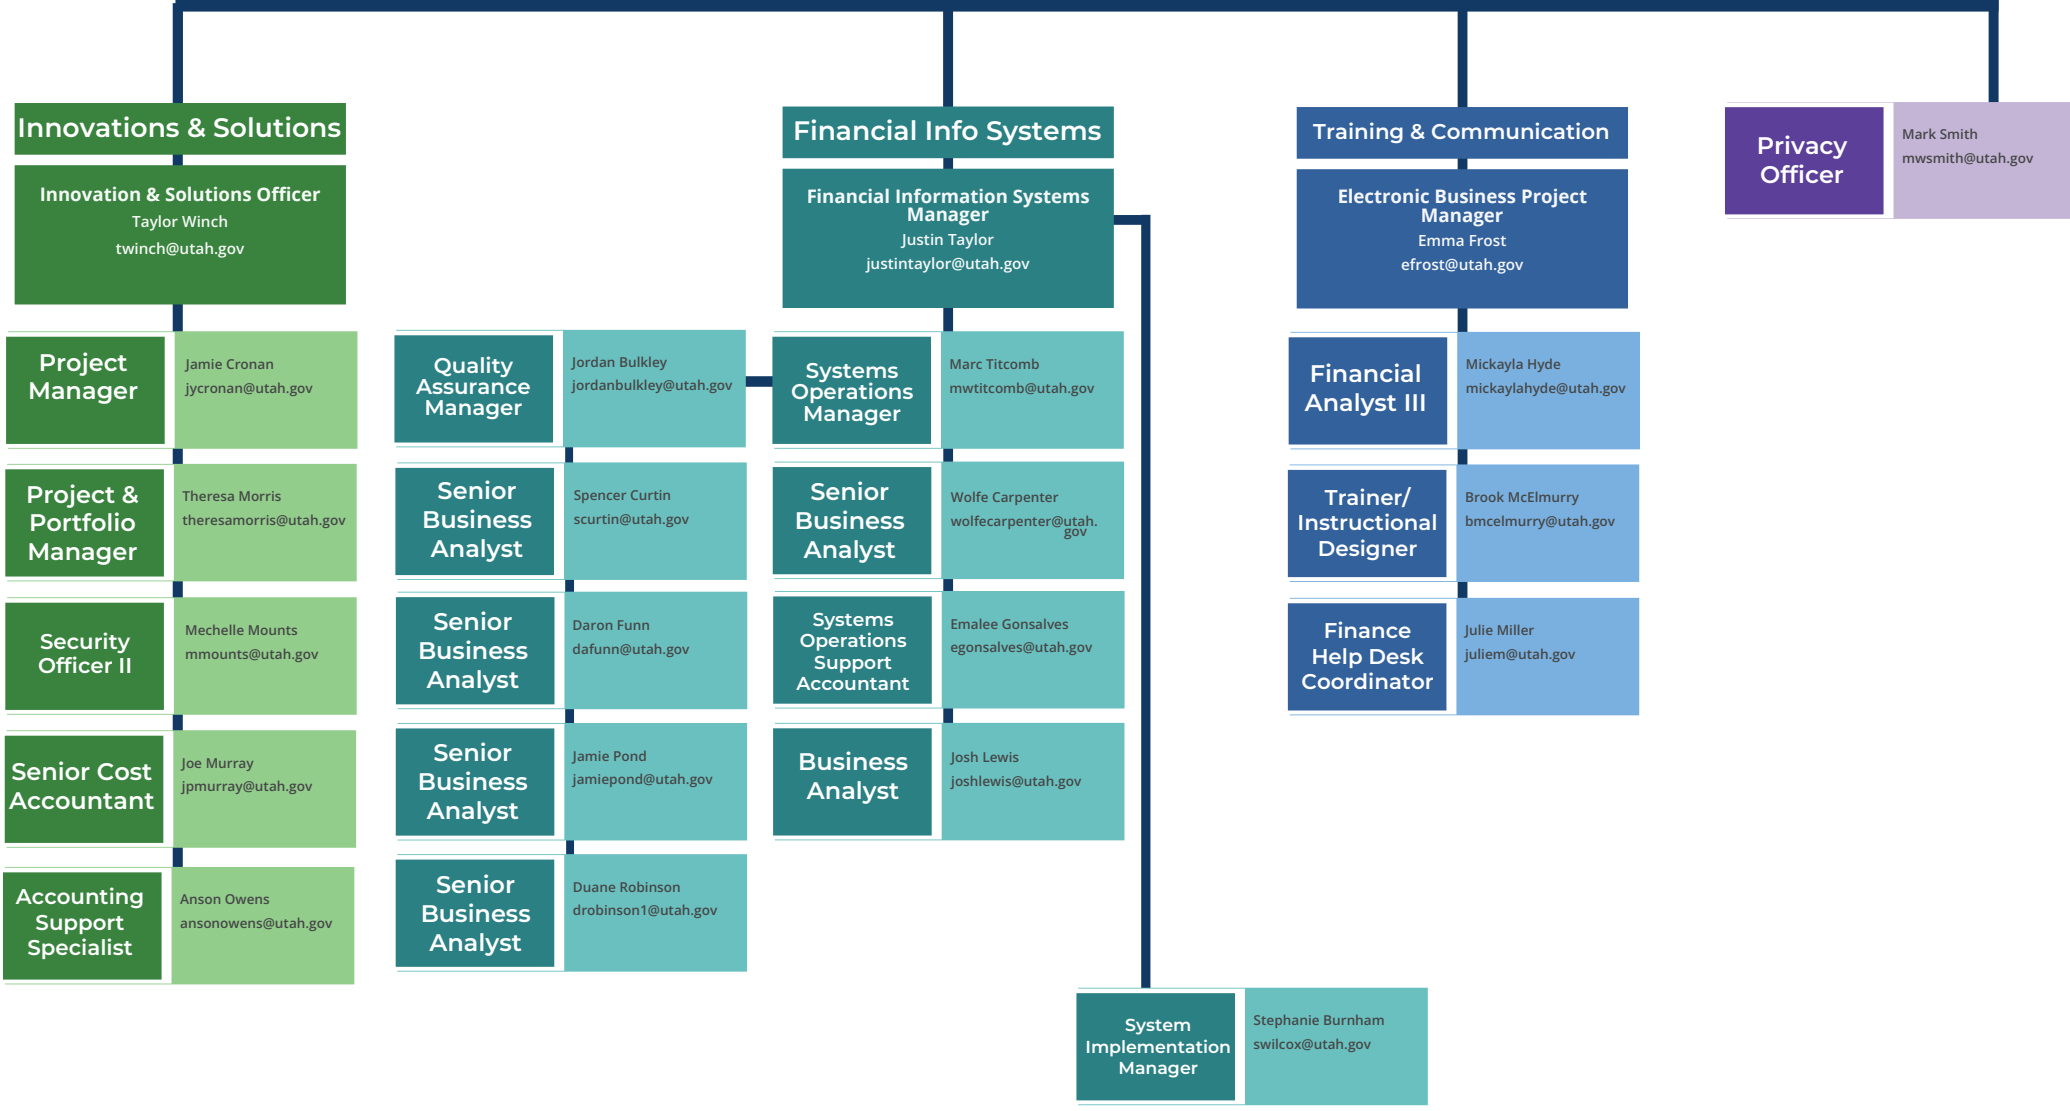 Innovations & Solutions
Innovation & Solutions Officer
Taylor Winch
twinch@utah.gov
Project
Manager
Jamie Cronan
jycronan@utah.gov
Project &
Portfolio
Manager
Theresa Morris
theresamorris@utah.gov
Security
Officer II
Mechelle Mounts
mmounts@utah.gov
Senior Cost
Accountant
Joe Murray
jpmurray@utah.gov
Accounting
Support
Specialist
Anson Owens
ansonowens@utah.gov
Financial Info Systems
Financial Information Systems
Manager
Justin Taylor
justintaylor@utah.gov
Quality
Assurance
Manager
Jordan Bulkley
jordanbulkley@utah.gov
Senior
Business
Analyst
Spencer Curtin
scurtin@utah.gov
Senior
Business
Analyst
Daron Funn
dafunn@utah.gov
Senior
Business
Analyst
Jamie Pond
jamiepond@utah.gov
Senior
Business
Analyst
Duane Robinson
drobinson1@utah.gov
Systems
Operations
Manager
Marc Titcomb
mwtitcomb@utah.gov
Senior
Business
Analyst
Wolfe Carpenter
wolfecarpenter@utah.
gov
Systems
Operations
Support
Accountant
Emalee Gonsalves
egonsalves@utah.gov
Business
Analyst
Josh Lewis
joshlewis@utah.gov
System
Implementation
Manager
Stephanie Burnham
swilcox@utah.gov
Training & Communication
Electronic Business Project
Manager
Emma Frost
efrost@utah.gov
Financial
Analyst III
Mickayla Hyde
mickaylahyde@utah.gov
Trainer/
Instructional
Designer
Brook McElmurry
bmcelmurry@utah.gov
Finance
Help Desk
Coordinator
Julie Miller
juliem@utah.gov
Privacy
Officer
Mark Smith
mwsmith@utah.gov